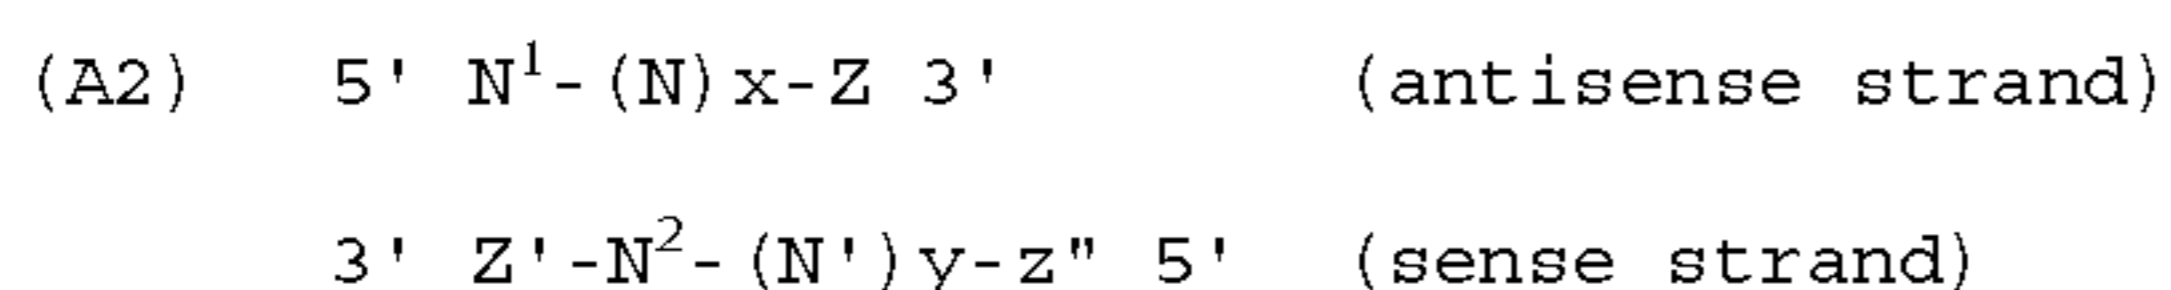 (A2) 5' N¹-(N)x-Z 3' (antisense strand)
3' Z'-N²-(N')y-z" 5' (sense strand)